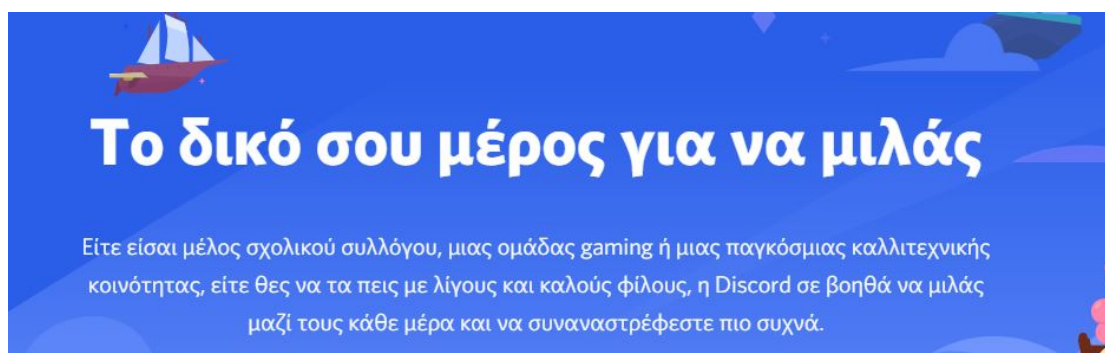 Το δικό σου μέρος για να μιλάς
Είτε είσαι μέλος σχολικού συλλόγου, μιας ομάδας gaming ή μιας παγκόσμιας καλλιτεχνικής
κοινότητας, είτε θες να τα πεις με λίγους και καλούς φίλους, η Discord σε βοηθά να μιλάς
μαζί τους κάθε μέρα και να συναναστρέφεστε πιο συχνά.